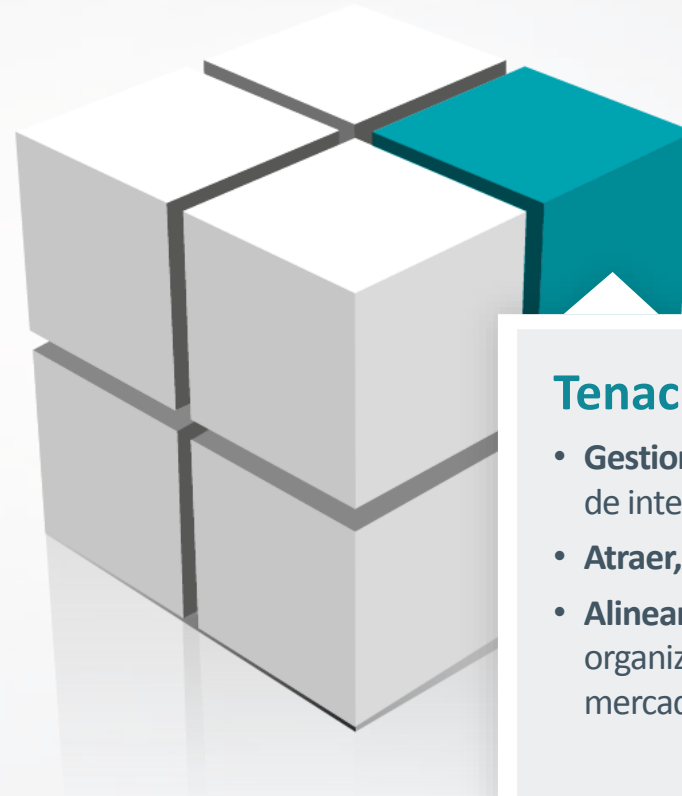 Tenac
• Gestion
de inte
• Atraer,
• Alinear
organiz
mercad